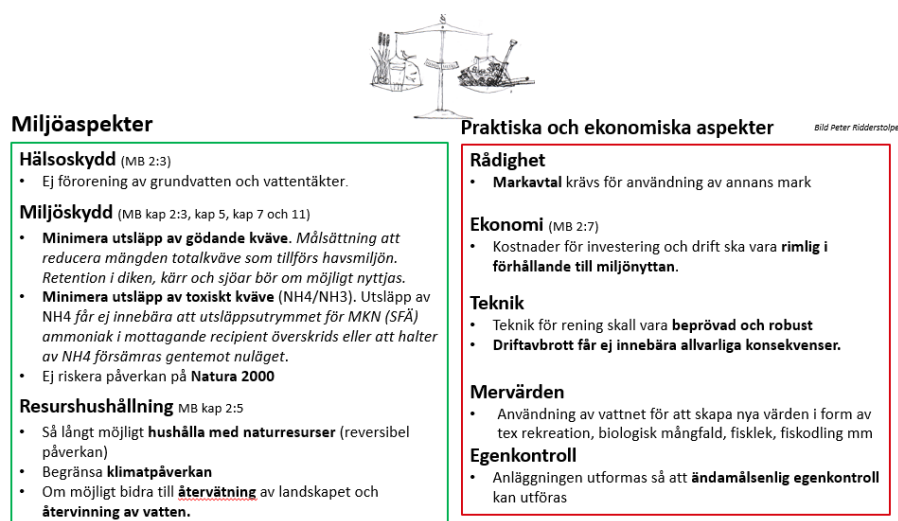 Miljöaspekter
Hälsoskydd (MB 2:3)
• Ej förorening av grundvatten och vattentäkter.
Miljöskydd (MB kap 2:3, kap 5, kap 7 och 11)
• Minimera utsläpp av gödande kväve. Målsättning att
reducera mängden totalkväve som tillförs havsmiljön.
Retention i diken, kärr och sjöar bör om möjligt nyttjas.
• Minimera utsläpp av toxiskt kväve (NH4/NH3). Utsläpp av
NH4 får ej innebära att utsläppsutrymmet för MKN (SFÄ)
ammoniak i mottagande recipient överskrids eller att halter
av NH4 försämras gentemot nuläget.
• Ej riskera påverkan på Natura 2000
Resurshushållning MB kap 2:5
• Så långt möjligt hushålla med naturresurser (reversibel
påverkan)
• Begränsa klimatpåverkan
• Om möjligt bidra till återvätning av landskapet och
återvinning av vatten.
Praktiska och ekonomiska aspekter
Bild Peter Ridderstolpe
Rådighet
• Markavtal krävs för användning av annans mark
Ekonomi (MB 2:7)
• Kostnader för investering och drift ska vara rimlig i
förhållande till miljönyttan.
Teknik
• Teknik för rening skall vara beprövad och robust
• Driftavbrott får ej innebära allvarliga konsekvenser.
Mervärden
• Användning av vattnet för att skapa nya värden i form av
tex rekreation, biologisk mångfald, fisklek, fiskodling mm
Egenkontroll
• Anläggningen utformas så att ändamålsenlig egenkontroll
kan utföras